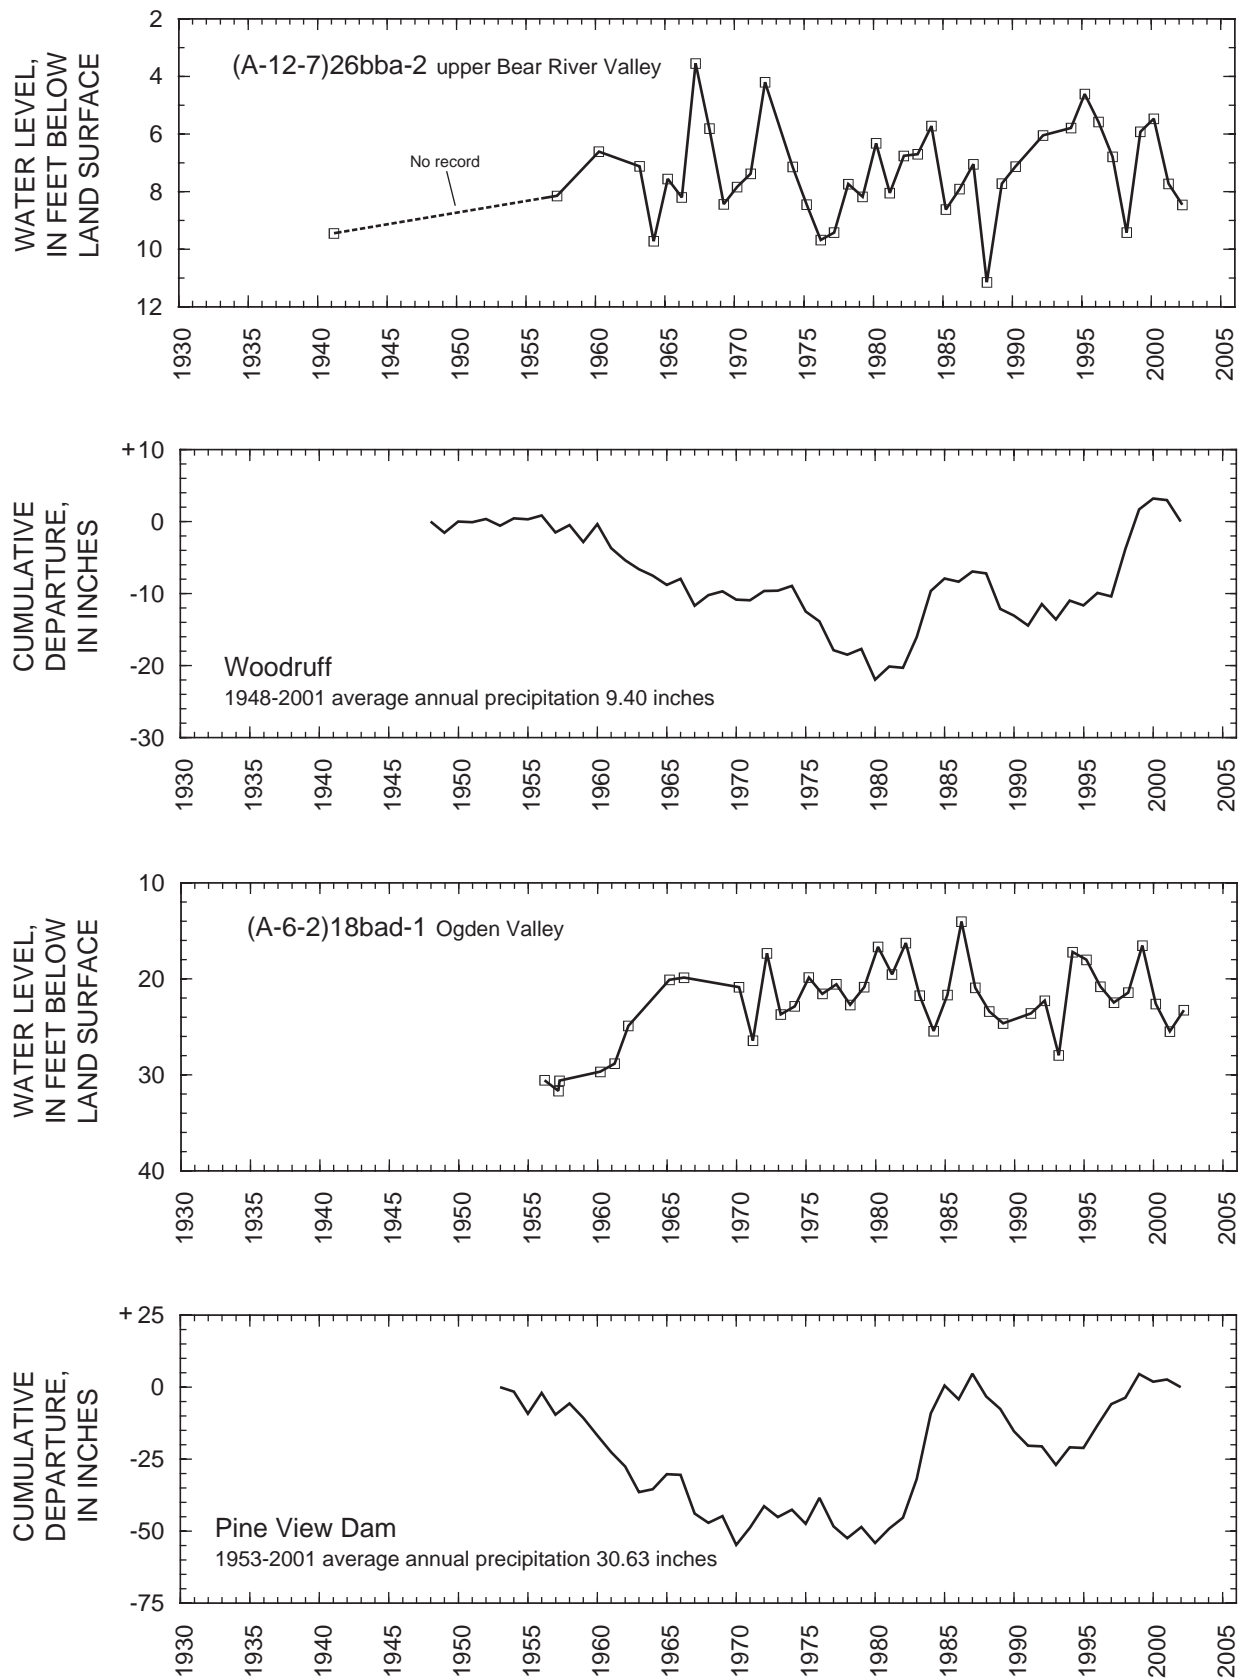 WATER LEVEL,
IN FEET BELOW
LAND SURFACE
2
4
6
8
10
12
(A-12-7)26bba-2 upper Bear River Valley
No record
1930 1935 1940 1945 1950 1955 1960 1965 1970 1975 1980 1985 1990 1995 2000 2005
CUMULATIVE
DEPARTURE,
IN INCHES
+10
0
-10
-20
-30
Woodruff
1948-2001 average annual precipitation 9.40 inches
1930 1935 1940 1945 1950 1955 1960 1965 1970 1975 1980 1985 1990 1995 2000 2005
WATER LEVEL,
IN FEET BELOW
LAND SURFACE
10
20
30
40
(A-6-2)18bad-1 Ogden Valley
1930 1935 1940 1945 1950 1955 1960 1965 1970 1975 1980 1985 1990 1995 2000 2005
CUMULATIVE
DEPARTURE,
IN INCHES
+25
0
-25
-50
-75
Pine View Dam
1953-2001 average annual precipitation 30.63 inches
1930 1935 1940 1945 1950 1955 1960 1965 1970 1975 1980 1985 1990 1995 2000 2005